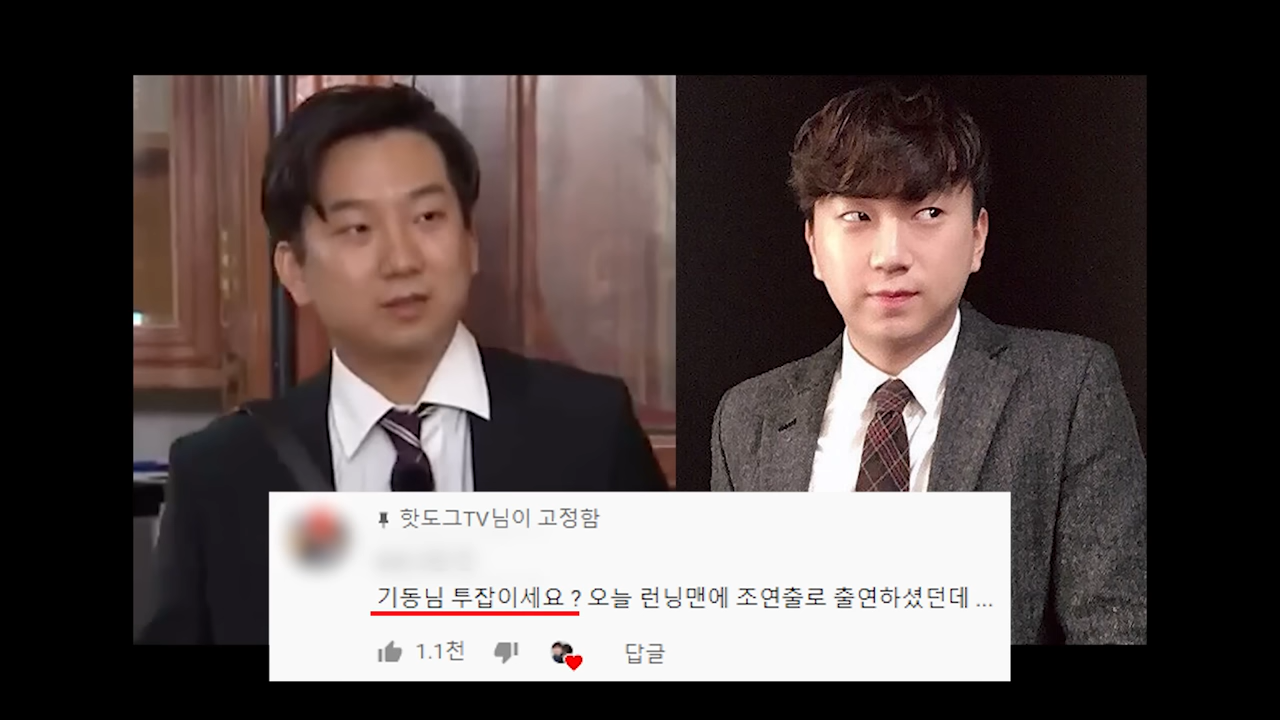 핫도그TV님이 고정함
기동님 투잡이세요 ? 오늘 런닝맨에 조연출로 출연하셨던데 ...
1.1천 답글